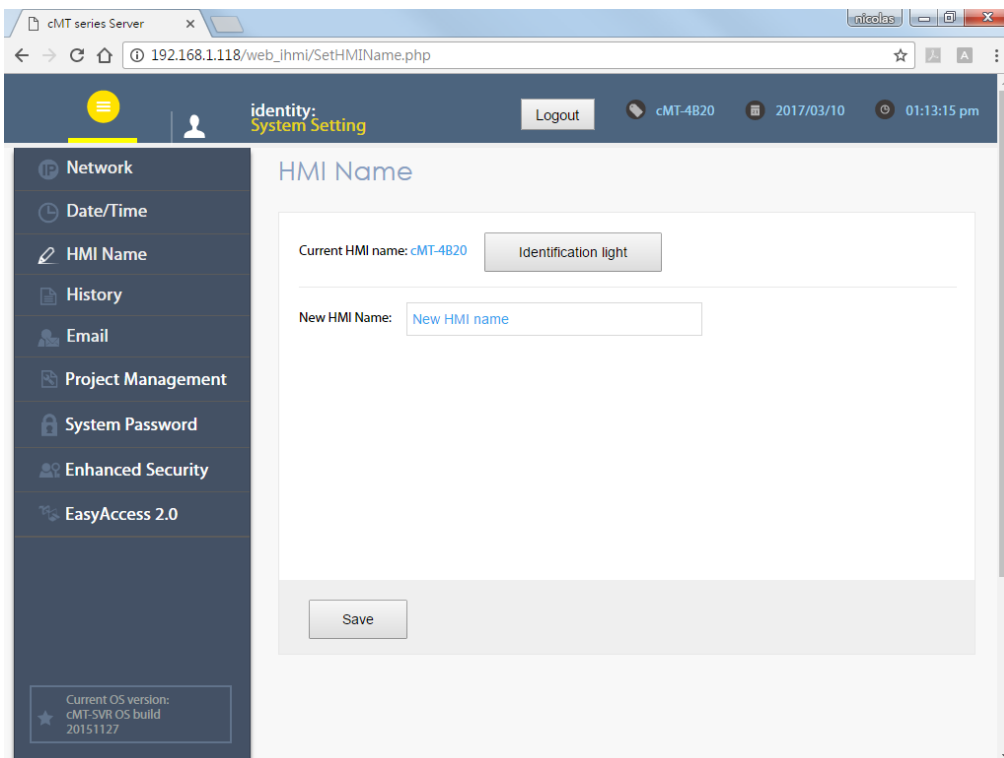 cMT series Server
nicolas
192.168.1.118/web_ihmi/SetHMIName.php
identity:
System Setting
Logout
cMT-4B20
2017/03/10
01:13:15 pm
Network
Date/Time
HMI Name
History
Email
Project Management
System Password
Enhanced Security
EasyAccess 2.0
Current OS version:
cMT-SVR OS build
20151127
HMI Name
Current HMI name: cMT-4B20
Identification light
New HMI Name:
New HMI name
Save